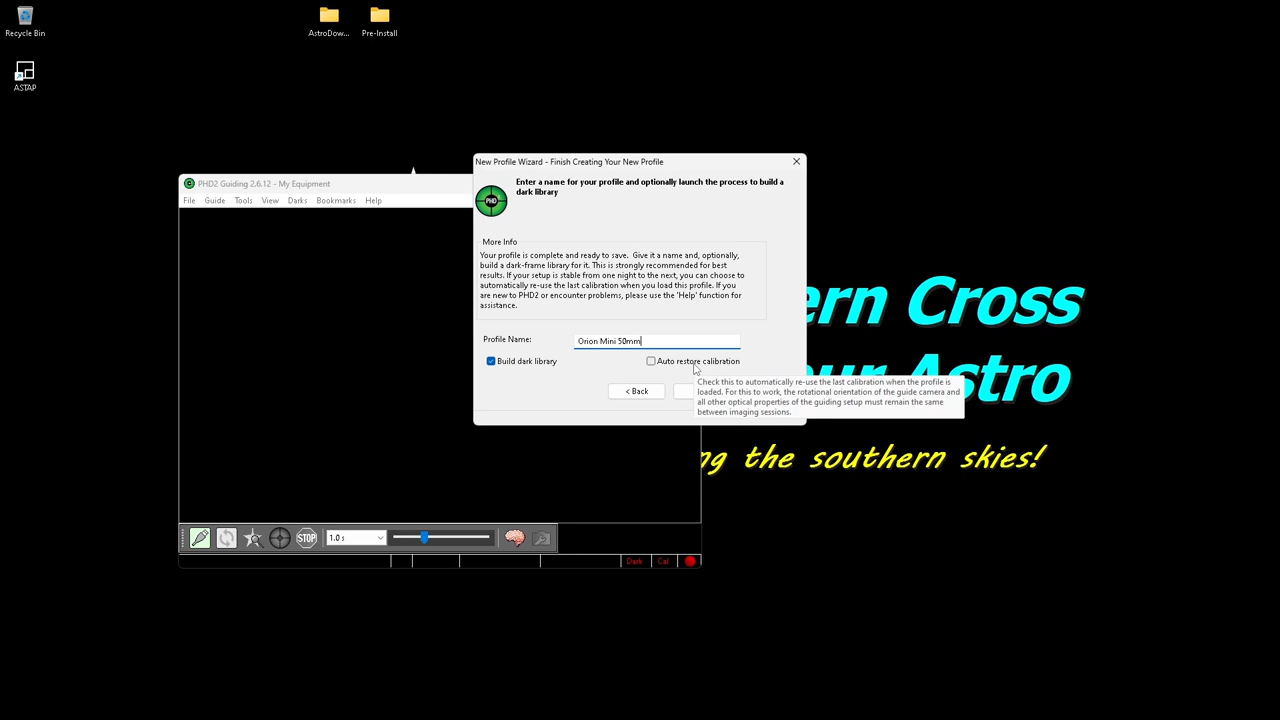 Recycle Bin
AstroDow...
Pre-Install
ASTAP
New Profile Wizard - Finish Creating Your New Profile
Enter a name for your profile and optionally launch the process to build a
dark library
PHD
PHD2 Guiding 2.6.12 - My Equipment
File
Guide
Tools
View
Darks
Bookmarks
Help
More Info
Your profile is complete and ready to save. Give it a name and, optionally,
build a dark-frame library for it. This is strongly recommended for best
results. If your setup is stable from one night to the next, you can choose to
automatically re-use the last calibration when you load this profile. If you
are new to PHD2 or encounter problems, please use the 'Help' function for
assistance.
Profile Name:
Orion Mini 50mm
Build dark library
Auto restore calibration
< Back
Check this to automatically re-use the last calibration when the profile is
loaded. For this to work, the rotational orientation of the guide camera and
all other optical properties of the guiding setup must remain the same
between imaging sessions.
ern Cross
Astro
ng the southern skies!
STOP
1.0 s
Dark
Cal